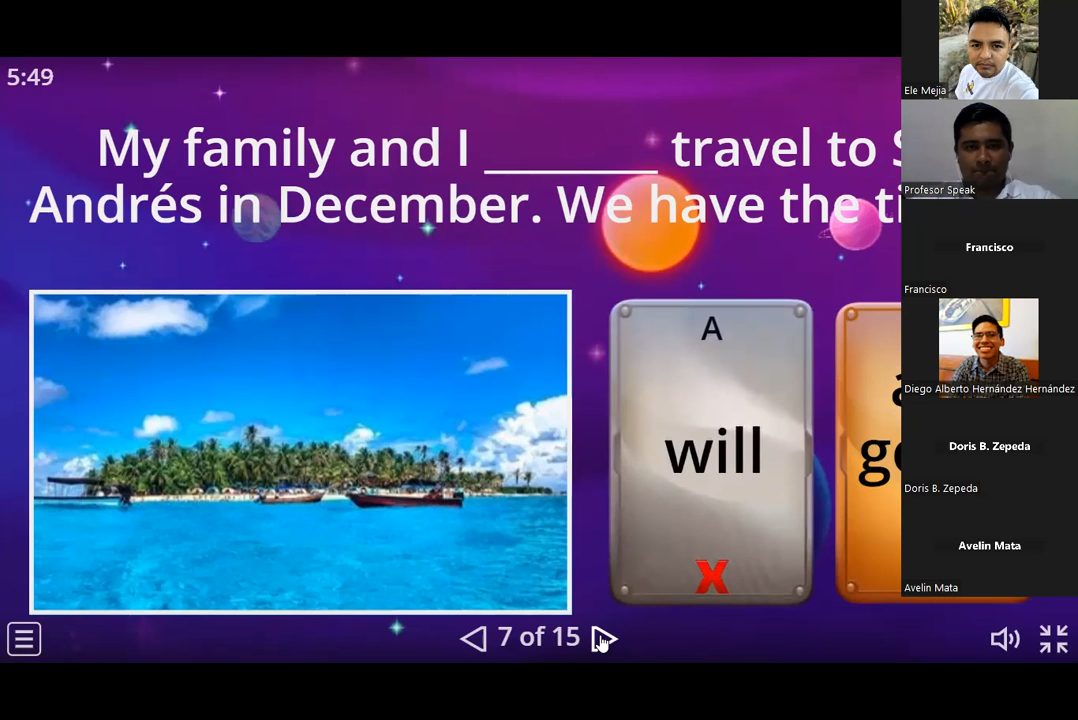 5:49
My family and I ______ travel to
Andrés in December. We have the
A
will
X
7 of 15
Ele Mejia
Profesor Speak
Francisco
Francisco
Diego Alberto Hernández Hernández
Doris B. Zepeda
Doris B. Zepeda
Avelin Mata
Avelin Mata